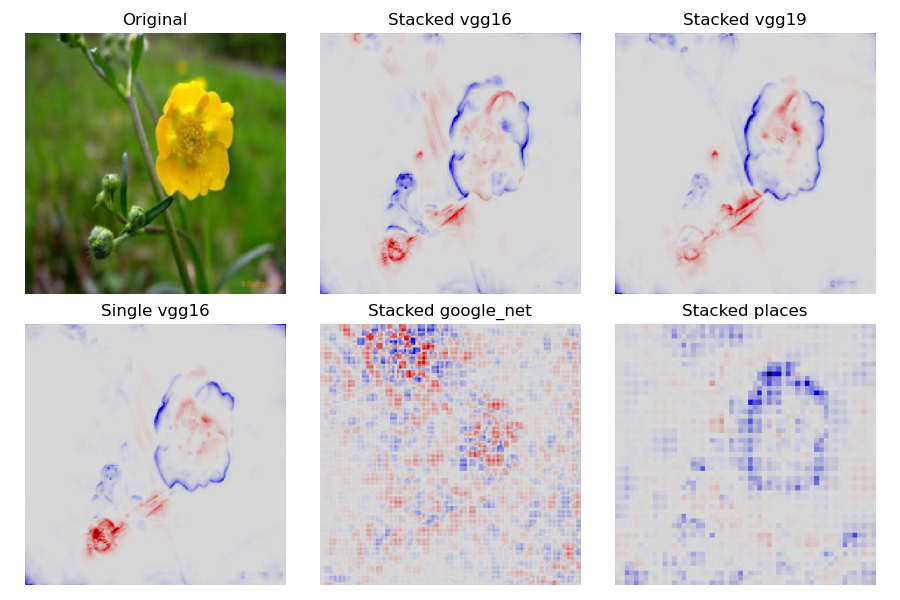 Original
Stacked vgg16
Stacked vgg19
Single vgg16
Stacked google_net
Stacked places